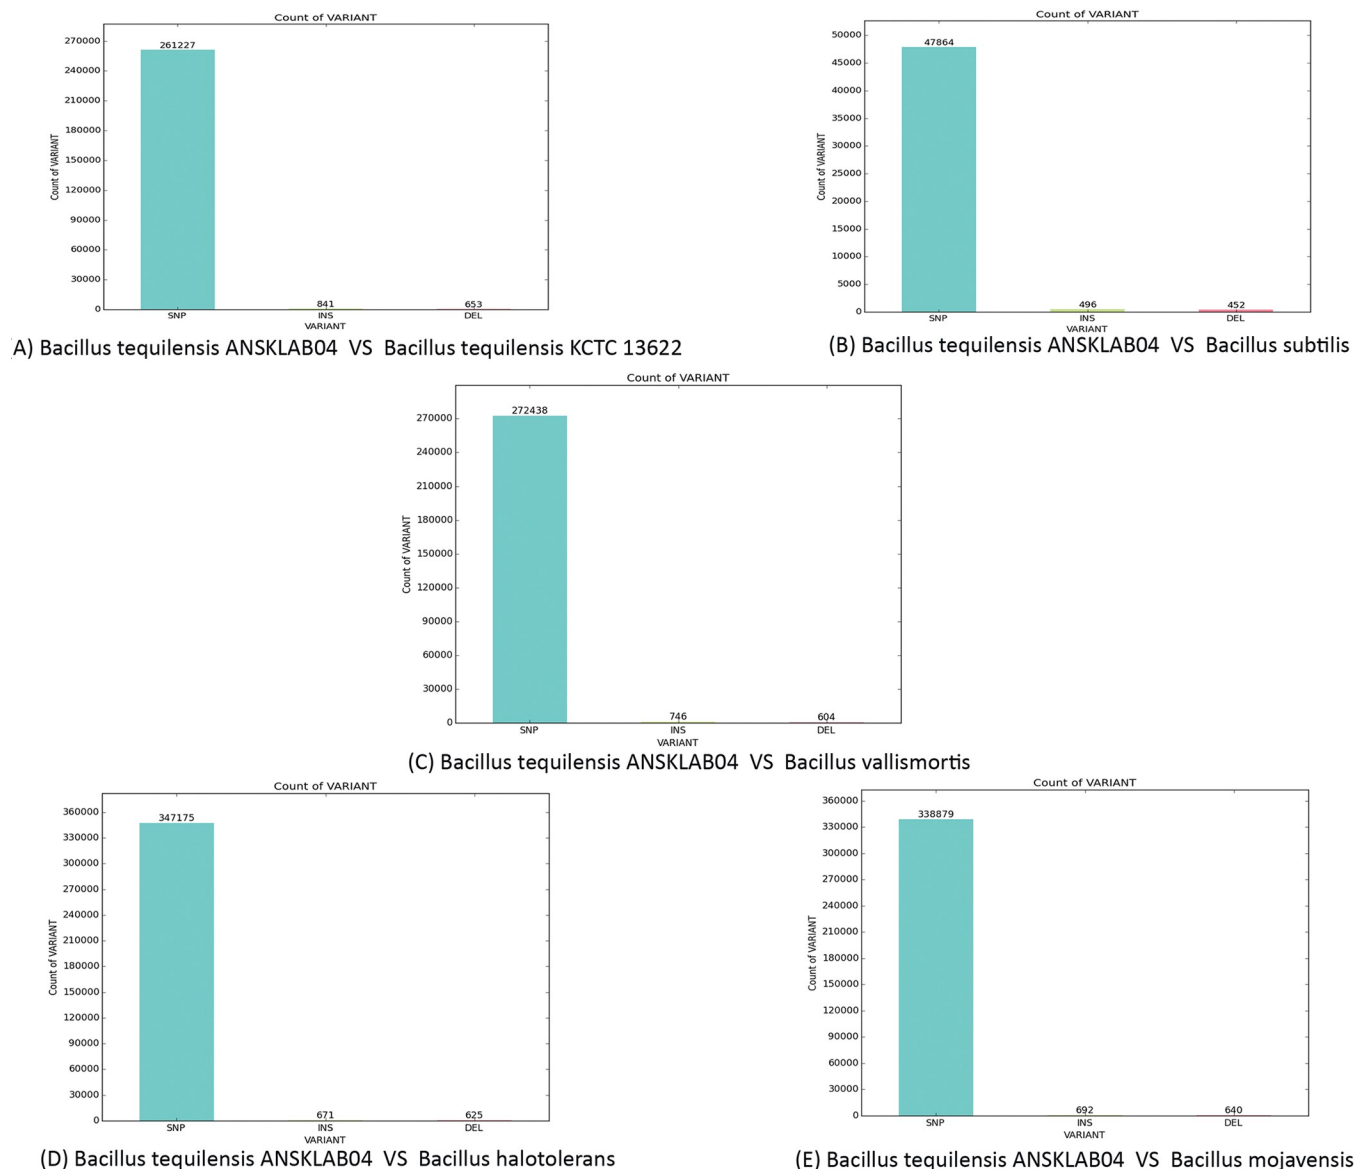 Count of VARIANT
270000
240000
210000
180000
150000
120000
90000
60000
30000
0
Count of VARIANT
261227
841
653
SNP INS DEL
VARIANT
A) Bacillus tequilensis ANSKLAB04 VS Bacillus tequilensis KCTC 13622
Count of VARIANT
50000
45000
40000
35000
30000
25000
20000
15000
10000
5000
0
Count of VARIANT
47864
496
452
SNP INS DEL
VARIANT
(B) Bacillus tequilensis ANSKLAB04 VS Bacillus subtilis
Count of VARIANT
270000
240000
210000
180000
150000
120000
90000
60000
30000
0
Count of VARIANT
272438
746
604
SNP INS DEL
VARIANT
(C) Bacillus tequilensis ANSKLAB04 VS Bacillus vallismortis
Count of VARIANT
360000
330000
300000
270000
240000
210000
180000
150000
120000
90000
60000
30000
0
Count of VARIANT
347175
671
625
SNP INS DEL
VARIANT
(D) Bacillus tequilensis ANSKLAB04 VS Bacillus halotolerans
Count of VARIANT
360000
330000
300000
270000
240000
210000
180000
150000
120000
90000
60000
30000
0
Count of VARIANT
338879
692
640
SNP INS DEL
VARIANT
(E) Bacillus tequilensis ANSKLAB04 VS Bacillus mojavensis